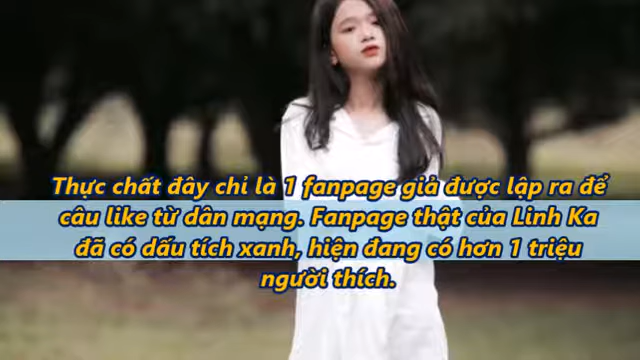 Thực chất đây chỉ là 1 fanpage giả được lập ra để
câu like từ dân mạng. Fanpage thật của Linh Ka
đã có dấu tích xanh, hiện đang có hơn 1 triệu
người thích.